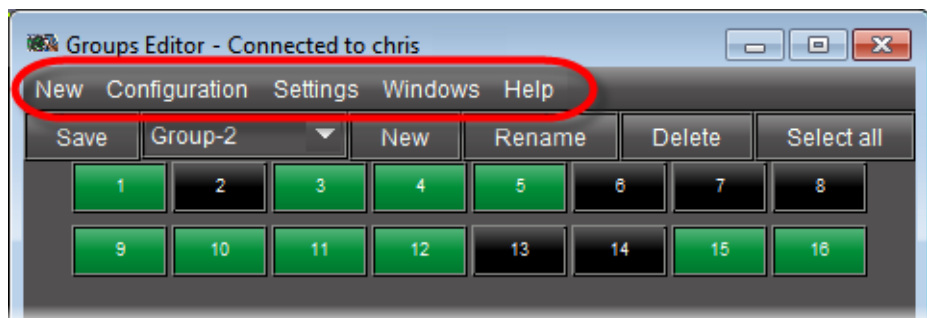 Groups Editor - Connected to chris
New Configuration Settings Windows Help
Save Group-2 New Rename Delete Select all
1 2 3 4 5 6 7 8
9 10 11 12 13 14 15 16